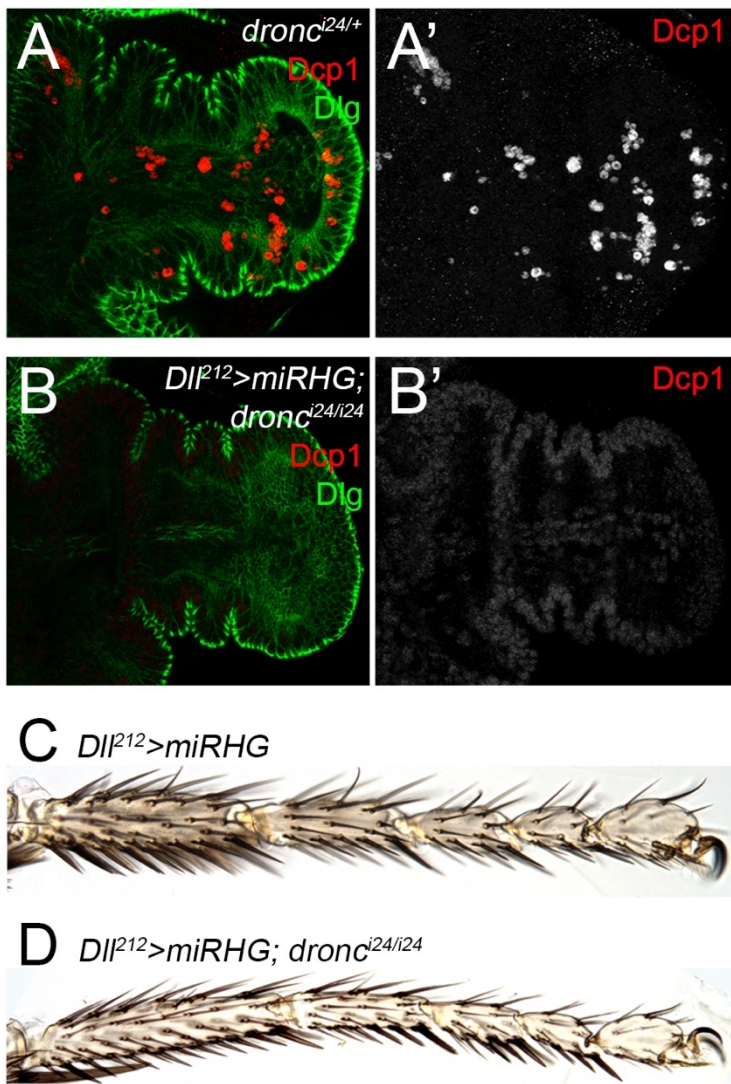 A
dronc^i24/+
Dcp1
Dlg
A'
Dcp1
B
Dll^212>miRHG;
dronc^i24/i24
Dcp1
Dlg
B'
Dcp1
C Dll^212>miRHG
D Dll^212>miRHG; dronc^i24/i24